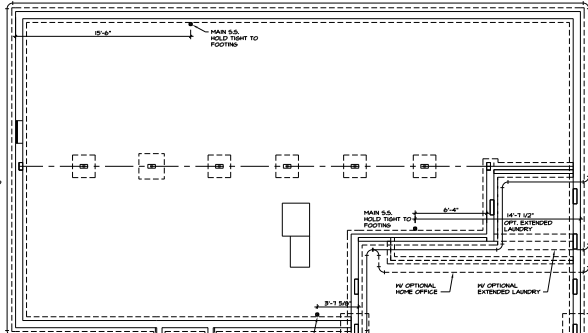 15'-6"
MAIN S.S.
HOLD TIGHT TO
FOOTING
MAIN S.S.
HOLD TIGHT TO
FOOTING
6'-4"
14'-7 1/2"
OPT. EXTENDED
LAUNDRY
W/ OPTIONAL
HOME OFFICE
W/ OPTIONAL
EXTENDED LAUNDRY
3'-7 5/8"